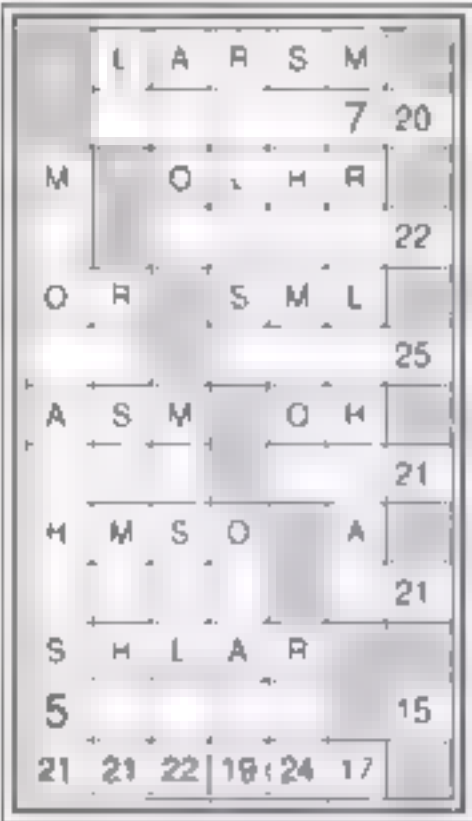 L A R S M
7 20
M O H R
22
O R S M L
25
A S M O H
21
H M S O A
21
S H L A R
5 15
21 21 22 19 24 17